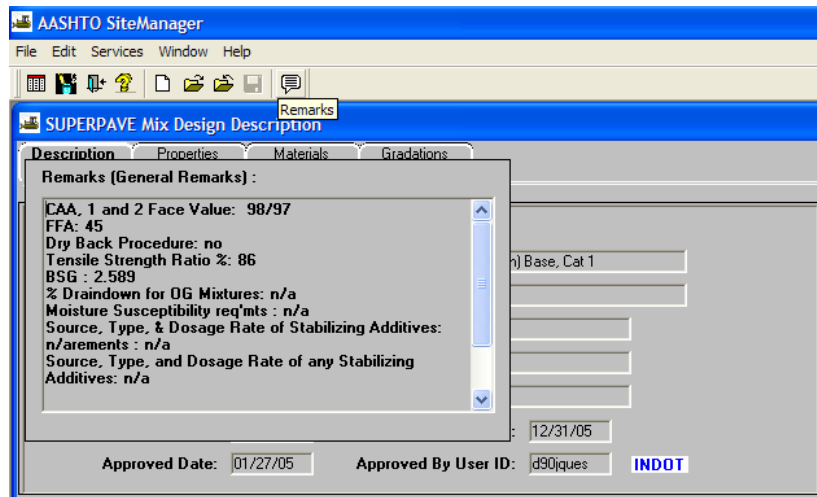 AASHTO SiteManager
File Edit Services Window Help
Remarks
SUPERPAVE Mix Design Description
Description Properties Materials Gradations
Remarks (General Remarks) :
CAA, 1 and 2 Face Value: 98/97
FFA: 45
Dry Back Procedure: no
Tensile Strength Ratio %: 86
BSG : 2.589
% Draindown for OG Mixtures: n/a
Moisture Susceptibility req'mts : n/a
Source, Type, & Dosage Rate of Stabilizing Additives:
n/arements : n/a
Source, Type, and Dosage Rate of any Stabilizing
Additives: n/a
) Base, Cat 1
: 12/31/05
Approved Date: 01/27/05 Approved By User ID: d90jques INDOT